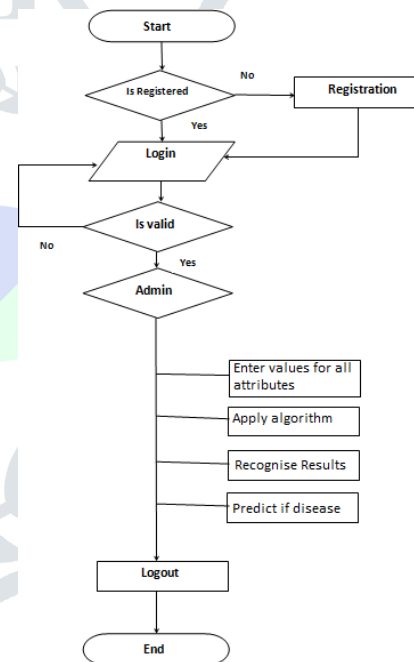 Start
Is Registered
No
Registration
Yes
Login
Is valid
No
Yes
Admin
Enter values for all
attributes
Apply algorithm
Recognise Results
Predict if disease
Logout
End